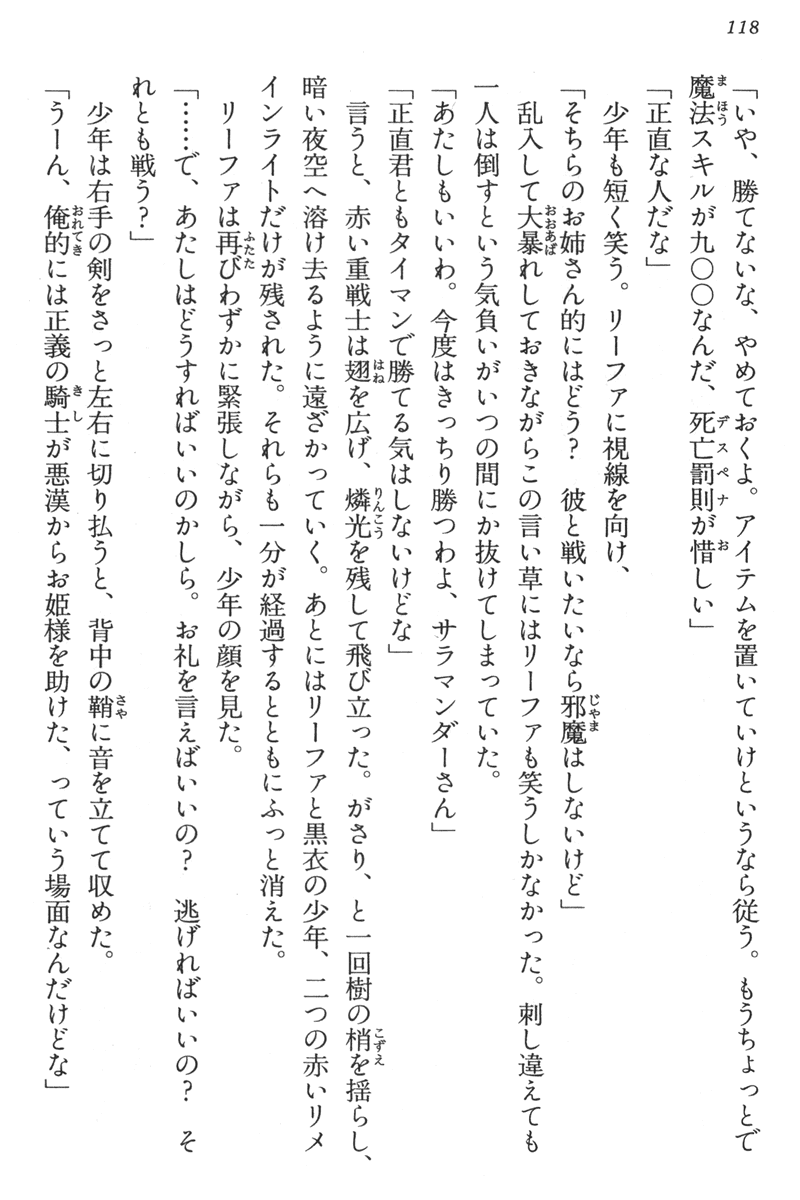 118
「いや、勝てないな、やめておくよ。アイテムを置いていけというなら従う。もうちょっとで
魔法スキルが九〇〇なんだ、死亡罰則が惜しい」
「正直な人だな」
　少年も短く笑う。リーファに視線を向け、
「そちらのお姉さん的にはどう？　彼と戦いたいなら邪魔はしないけど」
　乱入して大暴れしておきながらこの言い草にはリーファも笑うしかなかった。刺し違えても
一人は倒すという気負いがいつの間にか抜けてしまっていた。
「あたしもいいわ。今度はきっちり勝つわよ、サラマンダーさん」
「正直君ともタイマンで勝てる気はしないけどな」
　言うと、赤い重戦士は翅を広げ、燐光を残して飛び立った。がさり、と一回樹の梢を揺らし、
暗い夜空へ溶け去るように遠ざかっていく。あとにはリーファと黒衣の少年、二つの赤いリメ
インライトだけが残された。それらも一分が経過するとともにふっと消えた。
　リーファは再びわずかに緊張しながら、少年の顔を見た。
「……で、あたしはどうすればいいのかしら。お礼を言えばいいの？　逃げればいいの？　そ
れとも戦う？」
　少年は右手の剣をさっと左右に切り払うと、背中の鞘に音を立てて収めた。
「うーん、俺的には正義の騎士が悪漢からお姫様を助けた、っていう場面なんだけどな」